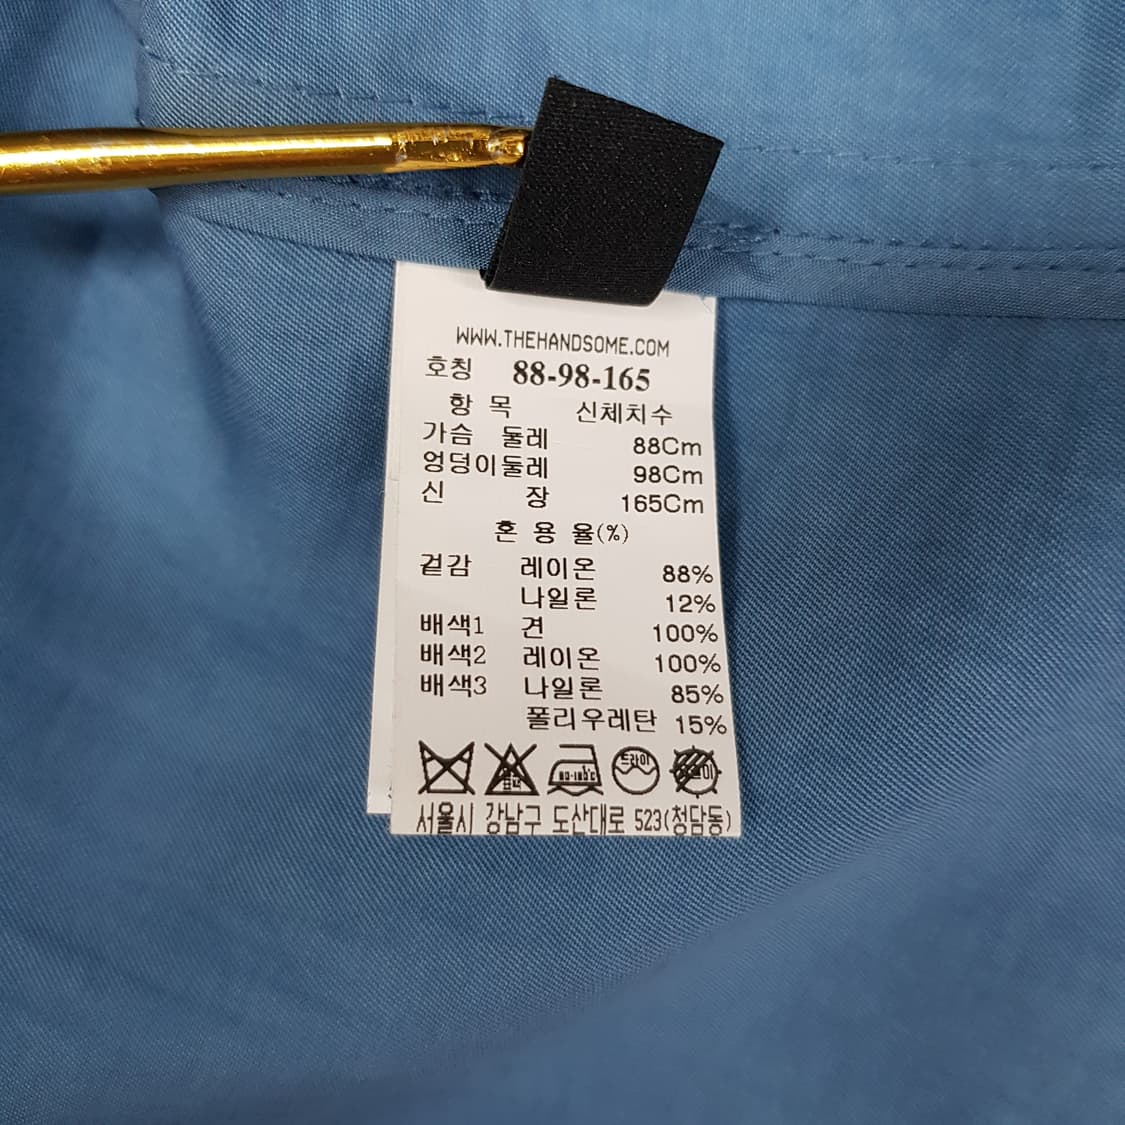 WWW.THEHANDSOME.COM
호칭 88-98-165
항 목 신체치수
가슴 둘레 88Cm
엉덩이둘레 98Cm
신 장 165Cm
혼 용 율(%)
겉감 레이온 88%
나일론 12%
배색1 견 100%
배색2 레이온 100%
배색3 나일론 85%
폴리우레탄 15%
드라이
서울시 강남구 도산대로 523(청담동)